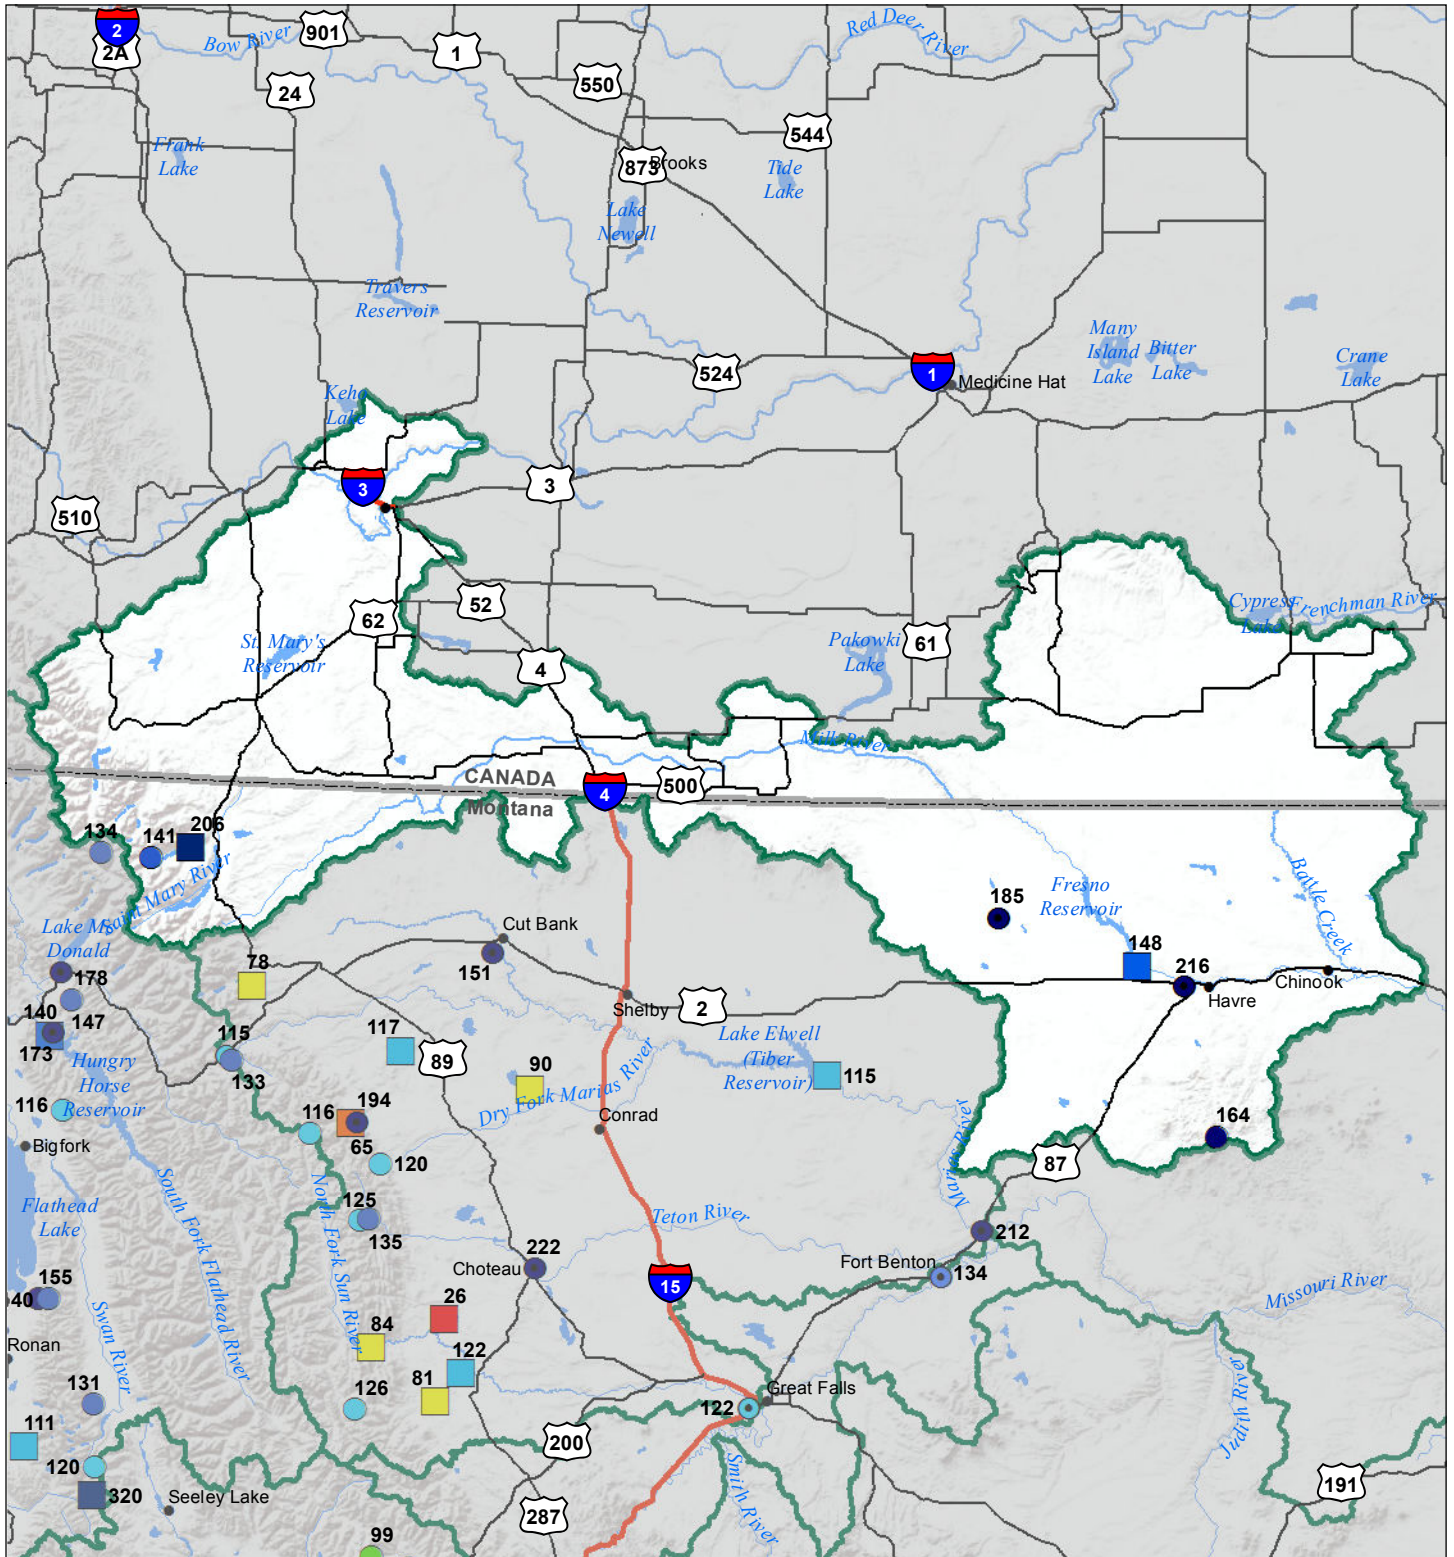 2
2A
Bow River
901
1
Red Deer
River
24
550
544
873
Brooks
Frank
Lake
Tide
Lake
Lake
Newell
Travers
Reservoir
Many
Island
Lake
Bitter
Lake
Crane
Lake
524
1
Medicine Hat
Keho
Lake
3
3
510
52
62
St. Mary's
Reservoir
4
Pakowki
Lake
61
Cypress
Lake
Frenchman River
Milk River
CANADA
Montana
4
500
134
141
206
Saint Mary River
Lake Mc
Donald
185
Fresno
Reservoir
148
216
Havre
Chinook
Battle Creek
Cut Bank
151
78
178
140
147
173
Shelby
2
Hungry
Horse
Reservoir
115
133
117
89
90
Dry Fork Marias River
Lake Elwell
(Tiber
Reservoir)
115
116
Bigfork
116
194
65
Conrad
120
Marias River
164
87
Flathead
Lake
South Fork Flathead River
North Fork Sun River
125
135
Teton River
212
222
Choteau
Fort Benton
134
15
Missouri River
155
40
Ronan
Swan River
26
84
122
81
131
126
Great Falls
122
Judith River
111
120
200
Smith River
191
320
Seeley Lake
287
99